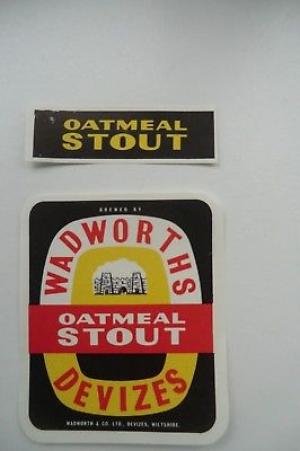 OATMEAL
STOUT
BREWED BY
WADWORTHS
OATMEAL
STOUT
DEVIZES
WADWORTH & CO. LTD., DEVIZES, WILTSHIRE.